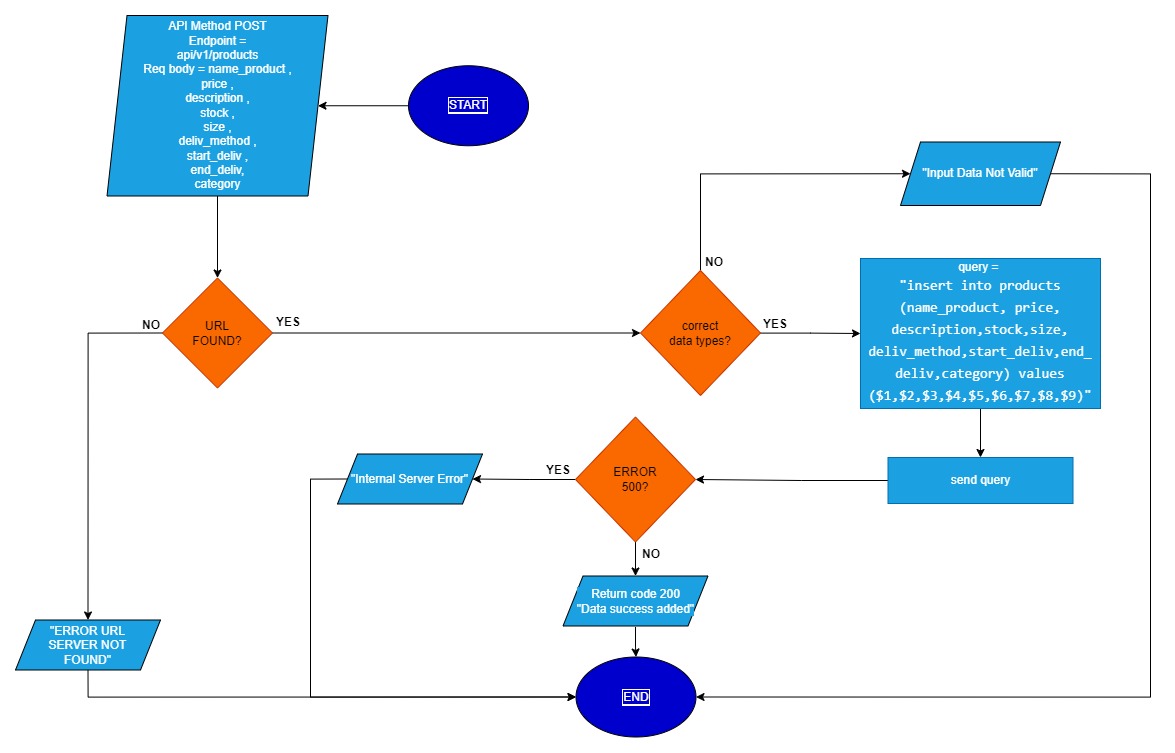 API Method POST
Endpoint =
api/v1/products
Req body = name_product ,
price ,
description ,
stock ,
size ,
deliv_method ,
start_deliv ,
end_deliv,
category
START
"Input Data Not Valid"
NO
URL
FOUND?
NO
YES
correct
data types?
YES
query =
"insert into products
(name_product, price,
description,stock,size,
deliv_method,start_deliv,end_
deliv,category) values
($1,$2,$3,$4,$5,$6,$7,$8,$9)"
send query
ERROR
500?
YES
"Internal Server Error"
NO
Return code 200
"Data success added"
"ERROR URL
SERVER NOT
FOUND"
END